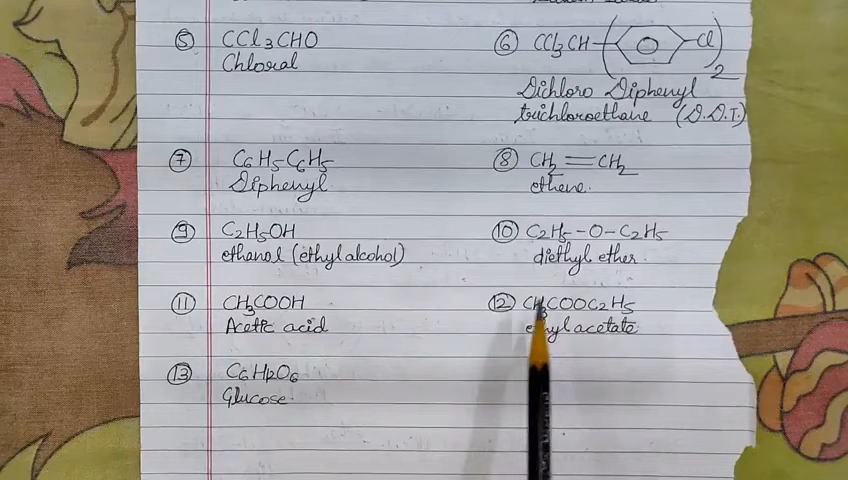 ⑤ CCl3CHO
Chloral
⑥ CCl3CH-( -Cl)2
Dichloro Diphenyl
trichloroethane (D.D.T)
⑦ C6H5-C6H5
Diphenyl
⑧ CH2=CH2
ethene.
⑨ C2H5OH
ethanol (ethyl alcohol)
⑩ C2H5-O-C2H5
diethyl ether.
⑪ CH3COOH
Acetic acid
⑫ CH3COOC2H5
ethyl acetate
⑬ C6H12O6
Glucose.